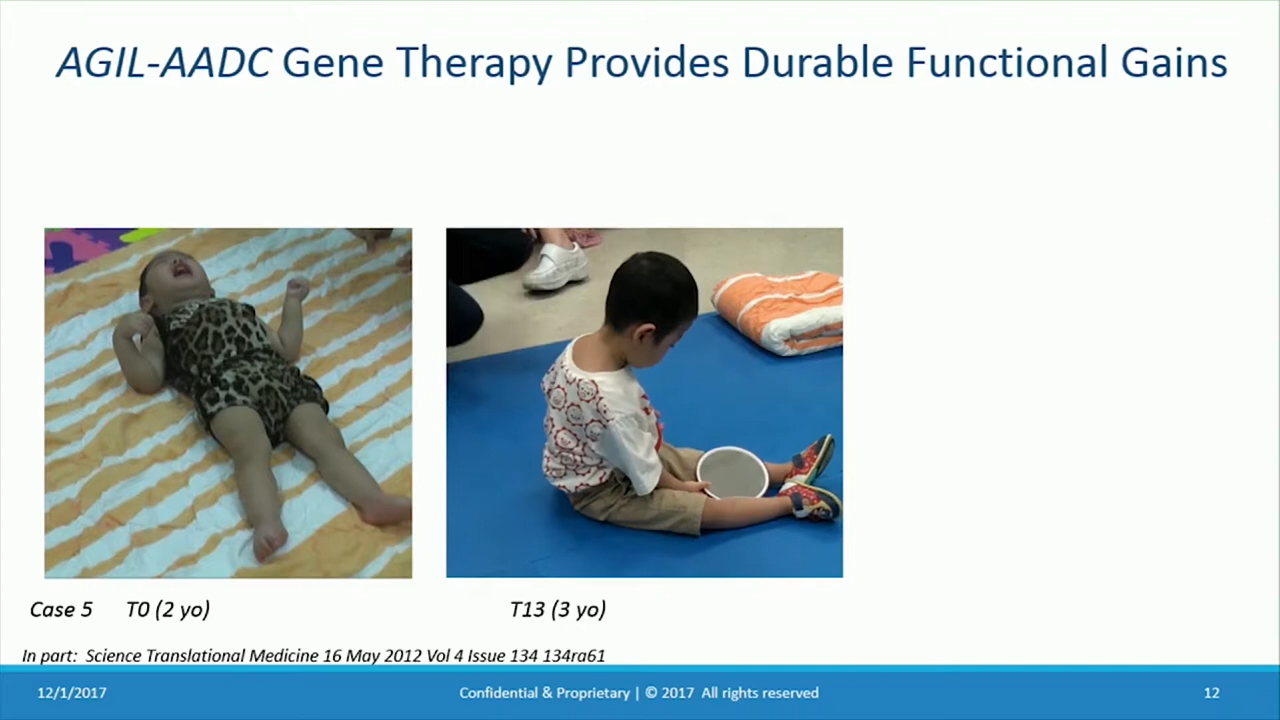 AGIL-AADC Gene Therapy Provides Durable Functional Gains
Case 5 T0 (2 yo)
T13 (3 yo)
In part: Science Translational Medicine 16 May 2012 Vol 4 Issue 134 134ra61
12/1/2017
Confidential & Proprietary | © 2017 All rights reserved
12